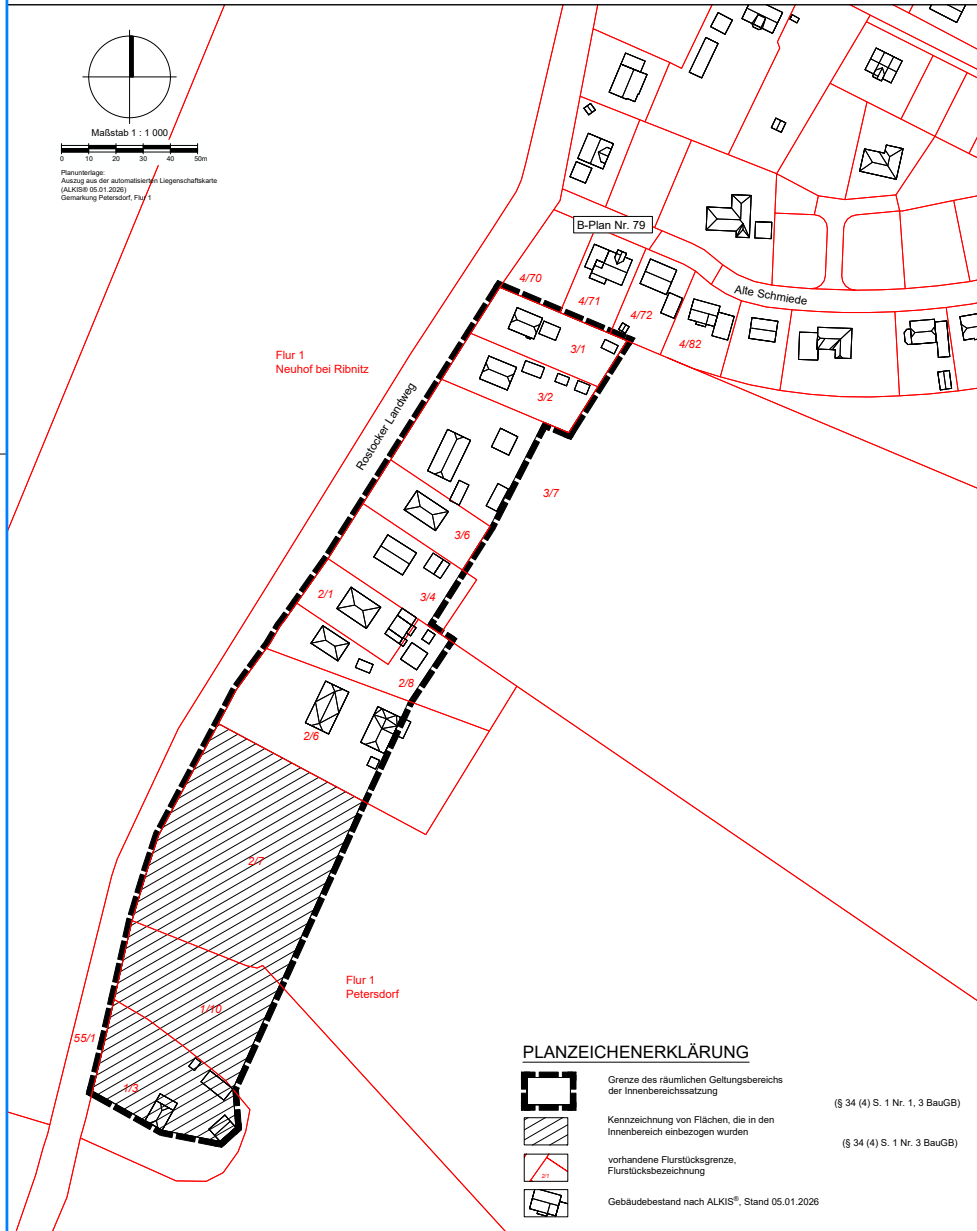 Maßstab 1 : 1 000
0 10 20 30 40 50m
Planunterlage:
Auszug aus der automatisierten Liegenschaftskarte
(ALKIS® 05.01.2026)
Gemarkung Petersdorf, Flur 1
B-Plan Nr. 79
4/70
4/71
4/72
4/82
Alte Schmiede
Flur 1
Neuhof bei Ribnitz
Rostocker Landweg
3/1
3/2
3/7
3/6
3/4
2/1
2/8
2/6
2/7
Flur 1
Petersdorf
1/10
55/1
1/3
PLANZEICHENERKLÄRUNG
Grenze des räumlichen Geltungsbereichs
der Innenbereichssatzung
(§ 34 (4) S. 1 Nr. 1, 3 BauGB)
Kennzeichnung von Flächen, die in den
Innenbereich einbezogen wurden
(§ 34 (4) S. 1 Nr. 3 BauGB)
vorhandene Flurstücksgrenze,
Flurstücksbezeichnung
2/1
Gebäudebestand nach ALKIS®, Stand 05.01.2026